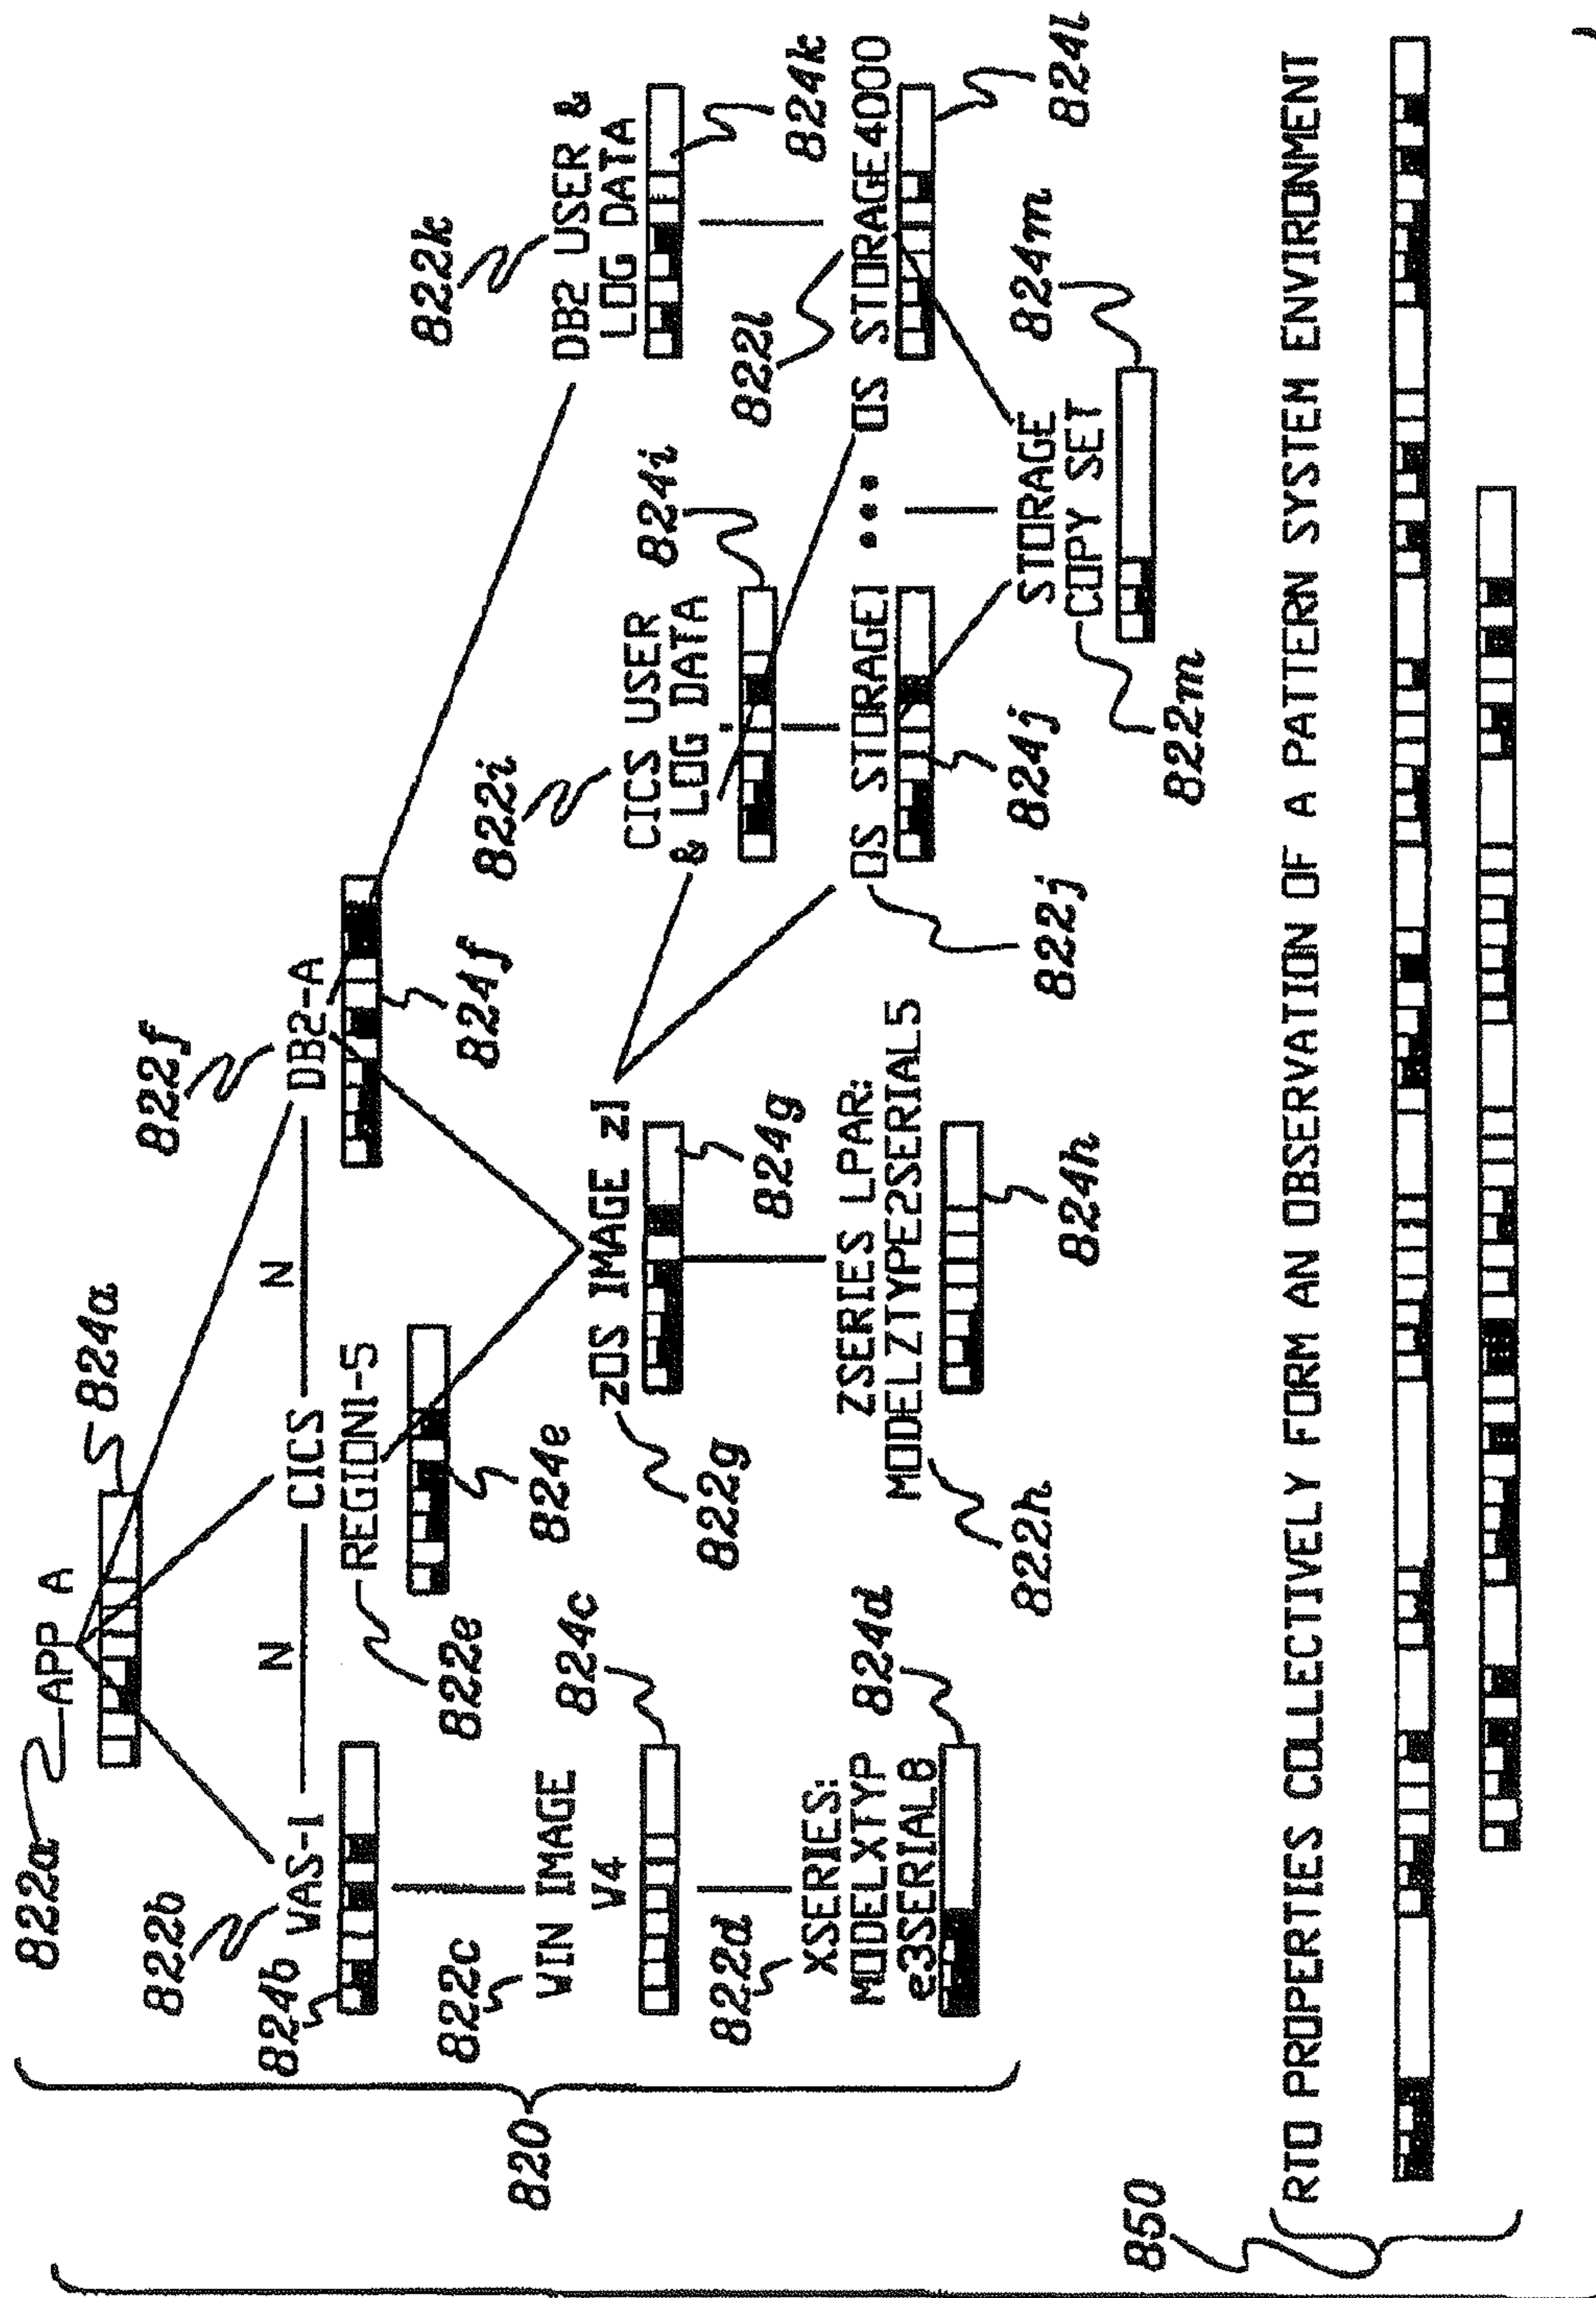 822a
APP A
824a
822b
WAS-1
824b
N
CICS
N
822f
DB2-A
824f
REGION1-5
822e
824e
822c
WIN IMAGE
V4
824c
822g
zOS IMAGE z1
824g
822i
CICS USER
& LOG DATA
824i
822k
DB2 USER &
LOG DATA
824k
822d
XSERIES:
MODELXTYP
e3SERIAL8
824d
ZSERIES LPAR:
MODELZTYPE2SERIAL5
822h
824h
822j
OS STORAGE1
824j
•••
822l
OS STORAGE4000
824l
STORAGE
COPY SET
822m
824m
820
850
RTO PROPERTIES COLLECTIVELY FORM AN OBSERVATION OF A PATTERN SYSTEM ENVIRONMENT